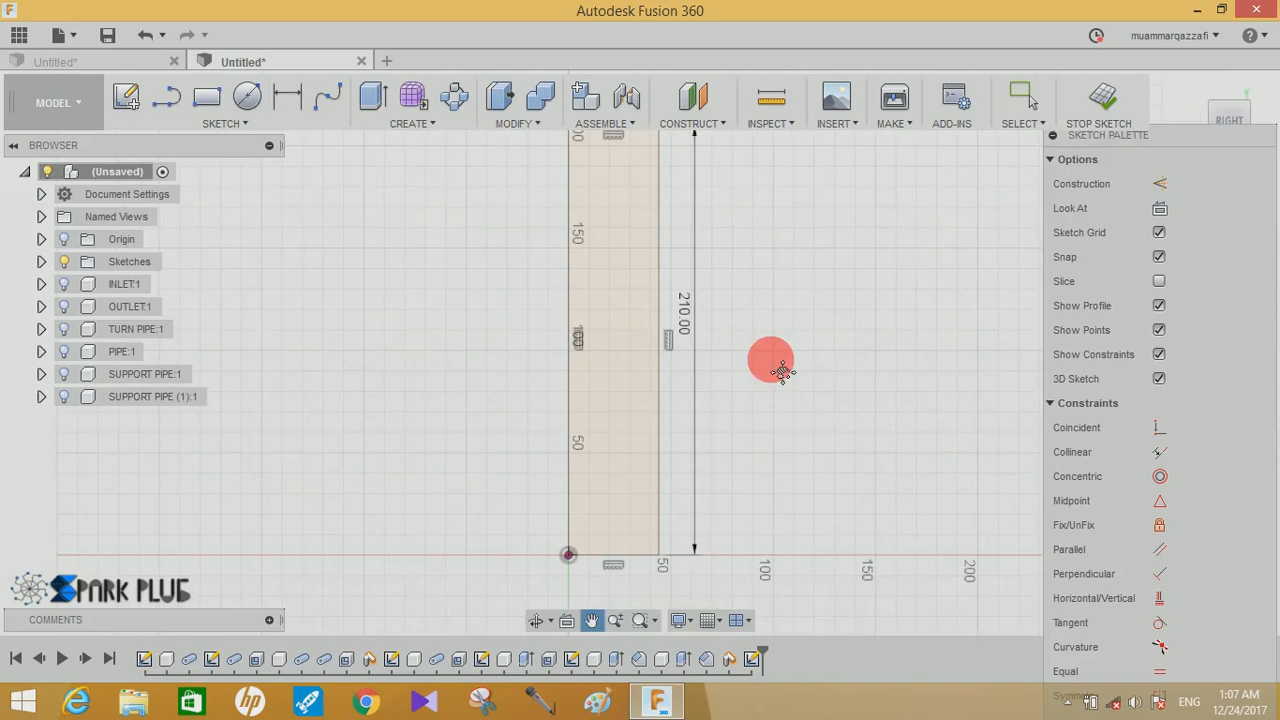 Autodesk Fusion 360
muammarqazzafi
Untitled*
Untitled*
MODEL
SKETCH
CREATE
MODIFY
ASSEMBLE
CONSTRUCT
INSPECT
INSERT
MAKE
ADD-INS
SELECT
STOP SKETCH
RIGHT
BROWSER
SKETCH PALETTE
(Unsaved)
Options
Document Settings
Construction
Named Views
Look At
Origin
Sketch Grid
Sketches
Snap
INLET:1
Slice
OUTLET:1
Show Profile
TURN PIPE:1
Show Points
PIPE:1
Show Constraints
SUPPORT PIPE:1
3D Sketch
SUPPORT PIPE (1):1
Constraints
Coincident
Collinear
Concentric
Midpoint
Fix/UnFix
Parallel
Perpendicular
Horizontal/Vertical
Tangent
Curvature
Equal
150
100
50
210.00
50
100
150
200
SPARK PLUG
COMMENTS
ENG
1:07 AM
12/24/2017